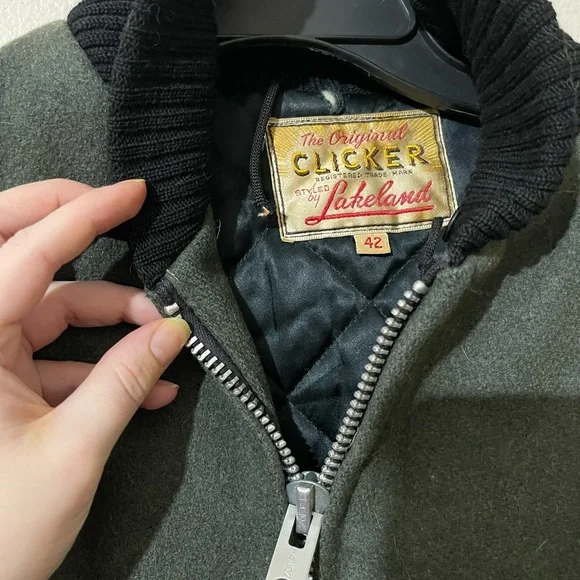 The Original
CLICKER
REGISTERED TRADE MARK
STYLED by Lakeland
42